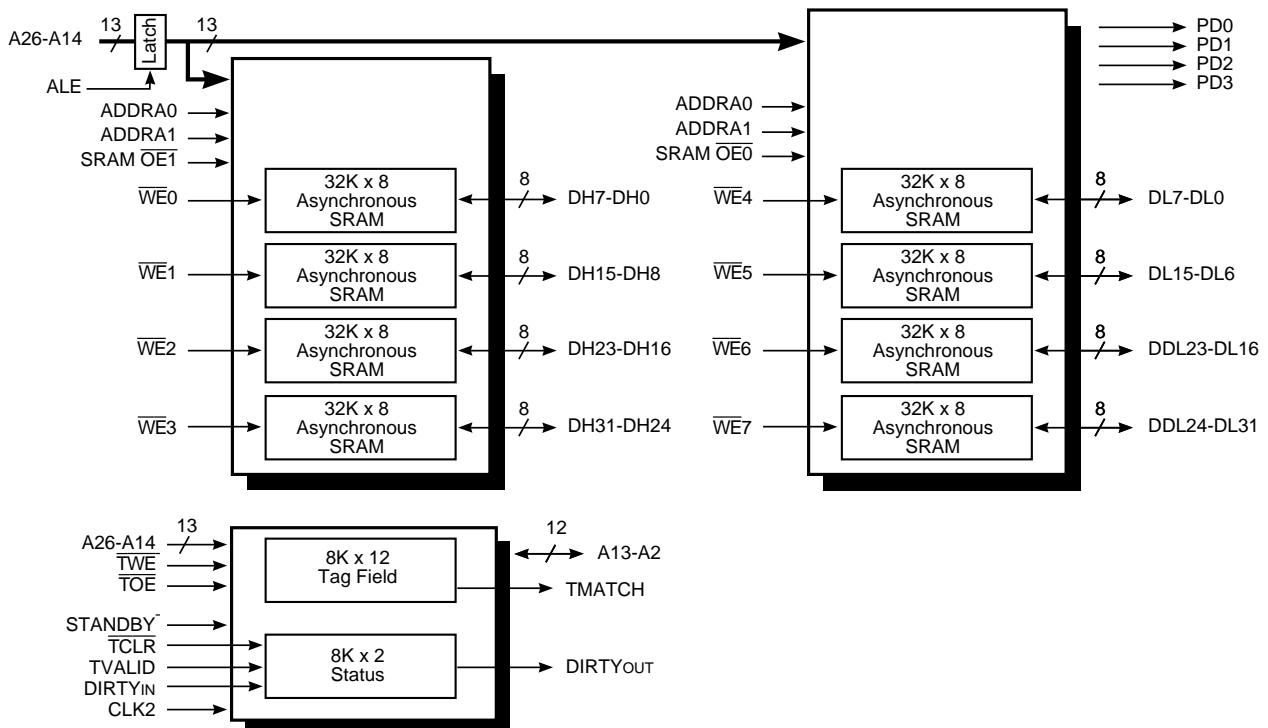 A26-A14
13
Latch
13
ALE
ADDRA0
ADDRA1
SRAM OE1
WE0
32K x 8
Asynchronous
SRAM
8
DH7-DH0
WE1
32K x 8
Asynchronous
SRAM
8
DH15-DH8
WE2
32K x 8
Asynchronous
SRAM
8
DH23-DH16
WE3
32K x 8
Asynchronous
SRAM
8
DH31-DH24
PD0
PD1
PD2
PD3
ADDRA0
ADDRA1
SRAM OE0
WE4
32K x 8
Asynchronous
SRAM
8
DL7-DL0
WE5
32K x 8
Asynchronous
SRAM
8
DL15-DL6
WE6
32K x 8
Asynchronous
SRAM
8
DDL23-DL16
WE7
32K x 8
Asynchronous
SRAM
8
DDL24-DL31
A26-A14
13
TWE
TOE
STANDBY
TCLR
TVALID
DIRTYIN
CLK2
8K x 12
Tag Field
8K x 2
Status
12
A13-A2
TMATCH
DIRTYOUT